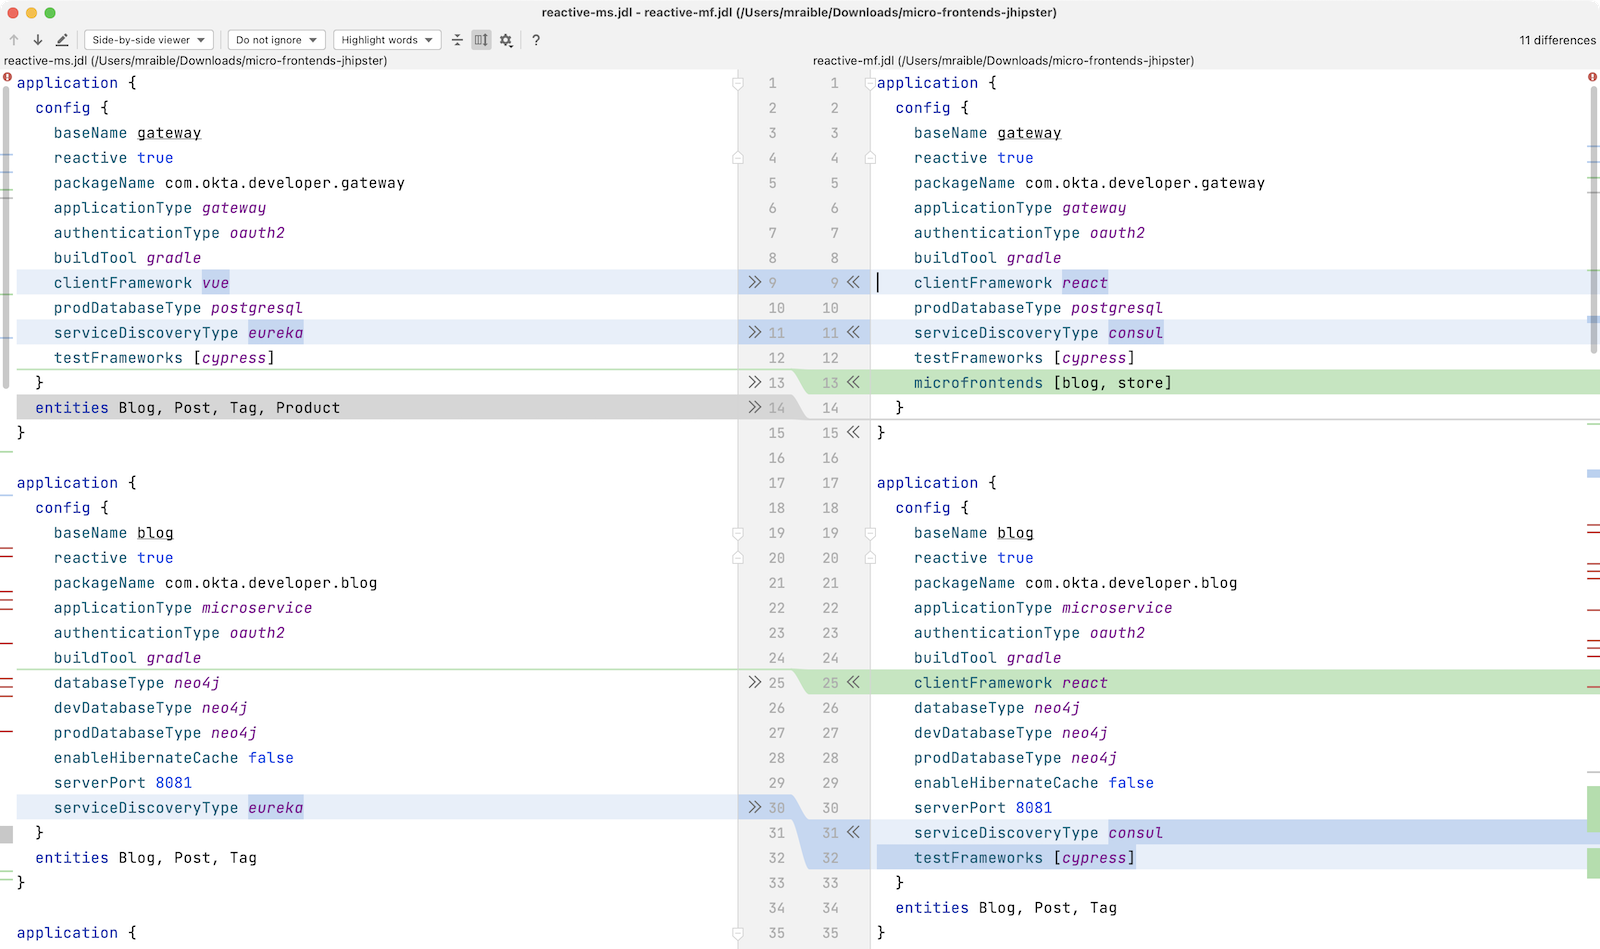 reactive-ms.jdl - reactive-mf.jdl (/Users/mraible/Downloads/micro-frontends-jhipster)
Side-by-side viewer Do not ignore Highlight words ? 11 differences
reactive-ms.jdl (/Users/mraible/Downloads/micro-frontends-jhipster)
reactive-mf.jdl (/Users/mraible/Downloads/micro-frontends-jhipster)
application { 1 1 application {
config { 2 2 config {
baseName gateway 3 3 baseName gateway
reactive true 4 4 reactive true
packageName com.okta.developer.gateway 5 5 packageName com.okta.developer.gateway
applicationType gateway 6 6 applicationType gateway
authenticationType oauth2 7 7 authenticationType oauth2
buildTool gradle 8 8 buildTool gradle
clientFramework vue 9 9 clientFramework react
prodDatabaseType postgresql 10 10 prodDatabaseType postgresql
serviceDiscoveryType eureka 11 11 serviceDiscoveryType consul
testFrameworks [cypress] 12 12 testFrameworks [cypress]
} 13 13 microfrontends [blog, store]
entities Blog, Post, Tag, Product 14 14 }
} 15 15 }
16 16
application { 17 17 application {
config { 18 18 config {
baseName blog 19 19 baseName blog
reactive true 20 20 reactive true
packageName com.okta.developer.blog 21 21 packageName com.okta.developer.blog
applicationType microservice 22 22 applicationType microservice
authenticationType oauth2 23 23 authenticationType oauth2
buildTool gradle 24 24 buildTool gradle
databaseType neo4j 25 25 clientFramework react
devDatabaseType neo4j 26 26 databaseType neo4j
prodDatabaseType neo4j 27 27 devDatabaseType neo4j
enableHibernateCache false 28 28 prodDatabaseType neo4j
serverPort 8081 29 29 enableHibernateCache false
serviceDiscoveryType eureka 30 30 serverPort 8081
} 31 31 serviceDiscoveryType consul
entities Blog, Post, Tag 32 32 testFrameworks [cypress]
} 33 33 }
34 34 entities Blog, Post, Tag
application { 35 35 }